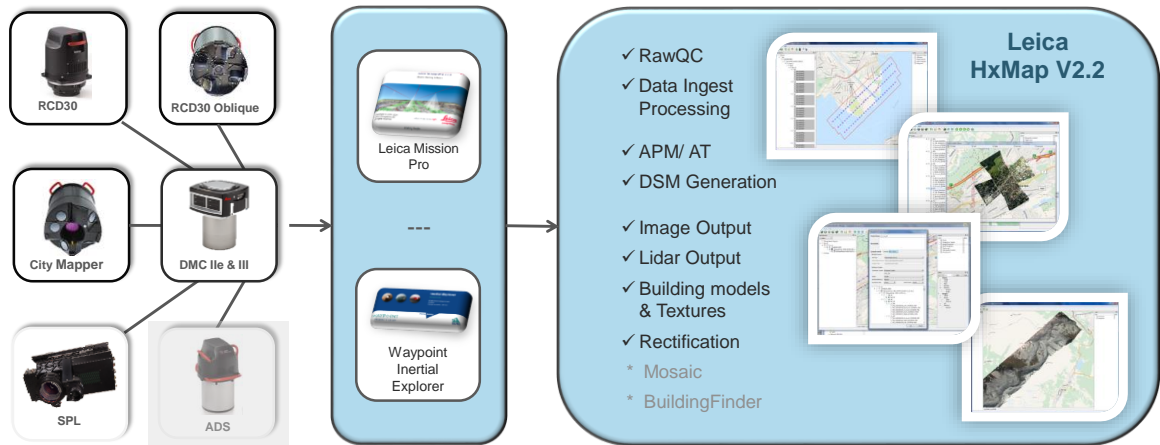 RCD30
RCD30 Oblique
City Mapper
DMC IIe & III
SPL
ADS
Leica Mission
Pro
---
Waypoint
Inertial
Explorer
Leica
HxMap V2.2
✓ RawQC
✓ Data Ingest
Processing
✓ APM/ AT
✓ DSM Generation
✓ Image Output
✓ Lidar Output
✓ Building models
& Textures
✓ Rectification
* Mosaic
* BuildingFinder